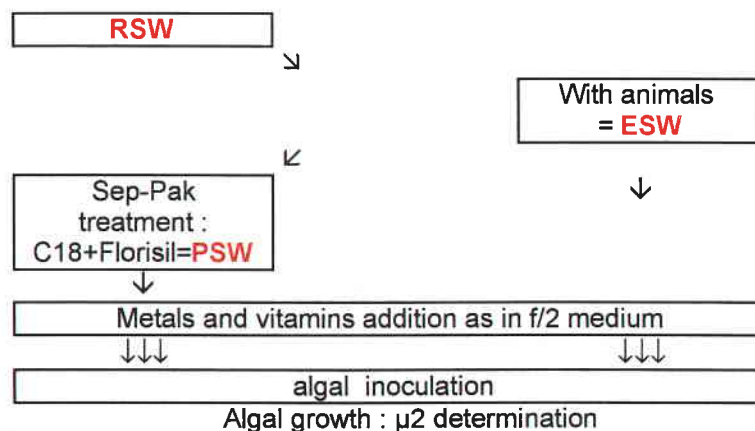 RSW
With animals
= ESW
Sep-Pak
treatment :
C18+Florisil=PSW
Metals and vitamins addition as in f/2 medium
algal inoculation
Algal growth : µ2 determination